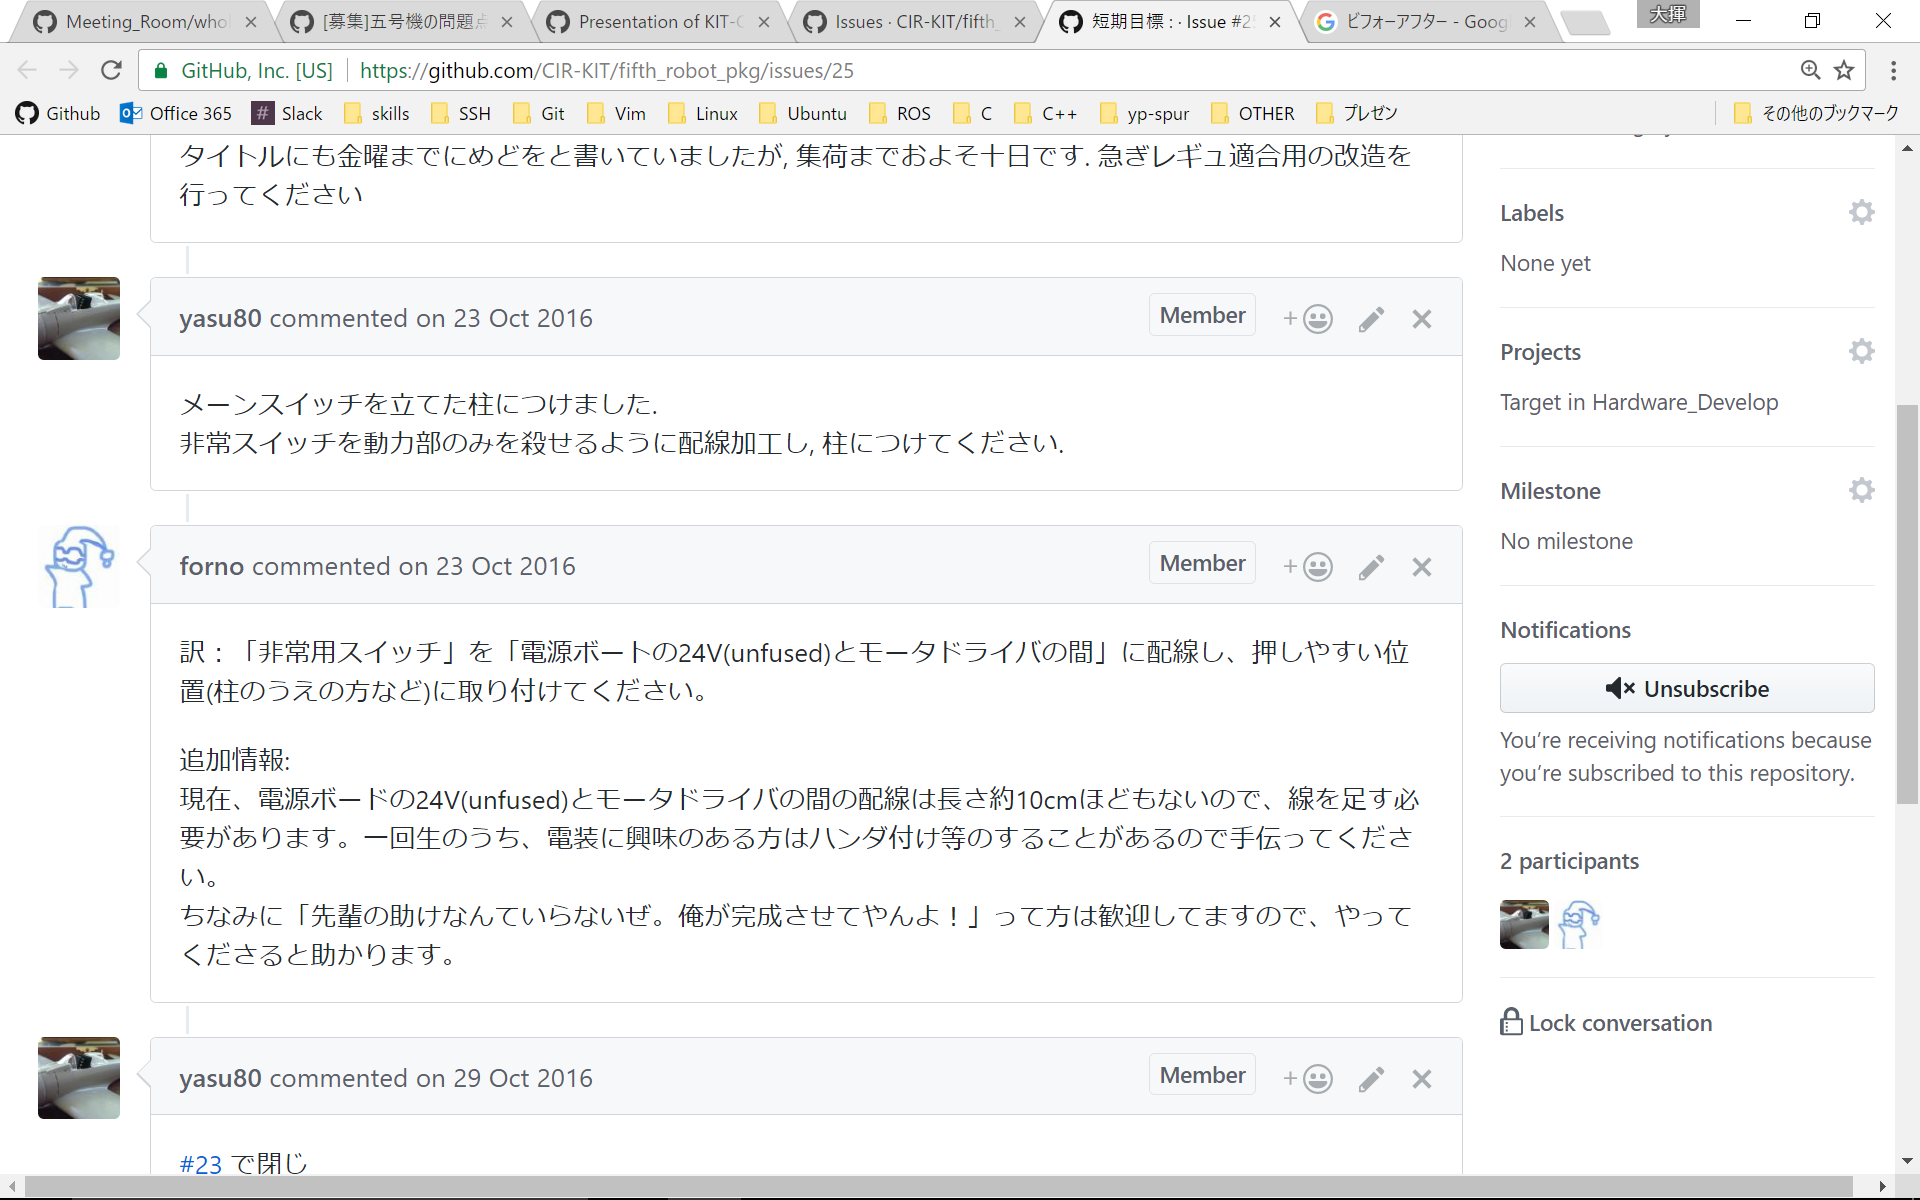 Meeting_Room/whol
[募集]五号機の問題点
Presentation of KIT-C
Issues · CIR-KIT/fifth_
短期目標 : · Issue #25
ビフォーアフター - Goog
大揮
GitHub, Inc. [US]
https://github.com/CIR-KIT/fifth_robot_pkg/issues/25
Github
Office 365
Slack
skills
SSH
Git
Vim
Linux
Ubuntu
ROS
C
C++
yp-spur
OTHER
プレゼン
その他のブックマーク
タイトルにも金曜までにめどをと書いていましたが, 集荷までおよそ十日です. 急ぎレギュ適合用の改造を
行ってください
yasu80 commented on 23 Oct 2016
Member
メーンスイッチを立てた柱につけました.
非常スイッチを動力部のみを殺せるように配線加工し, 柱につけてください.
forno commented on 23 Oct 2016
Member
訳：「非常用スイッチ」を「電源ボートの24V(unfused)とモータドライバの間」に配線し、押しやすい位
置(柱のうえの方など)に取り付けてください。
追加情報:
現在、電源ボードの24V(unfused)とモータドライバの間の配線は長さ約10cmほどもないので、線を足す必
要があります。一回生のうち、電装に興味のある方はハンダ付け等のすることがあるので手伝ってくださ
い。
ちなみに「先輩の助けなんていらないぜ。俺が完成させてやんよ！」って方は歓迎してますので、やって
くださると助かります。
yasu80 commented on 29 Oct 2016
Member
#23 で閉じ
Labels
None yet
Projects
Target in Hardware_Develop
Milestone
No milestone
Notifications
Unsubscribe
You’re receiving notifications because
you’re subscribed to this repository.
2 participants
Lock conversation